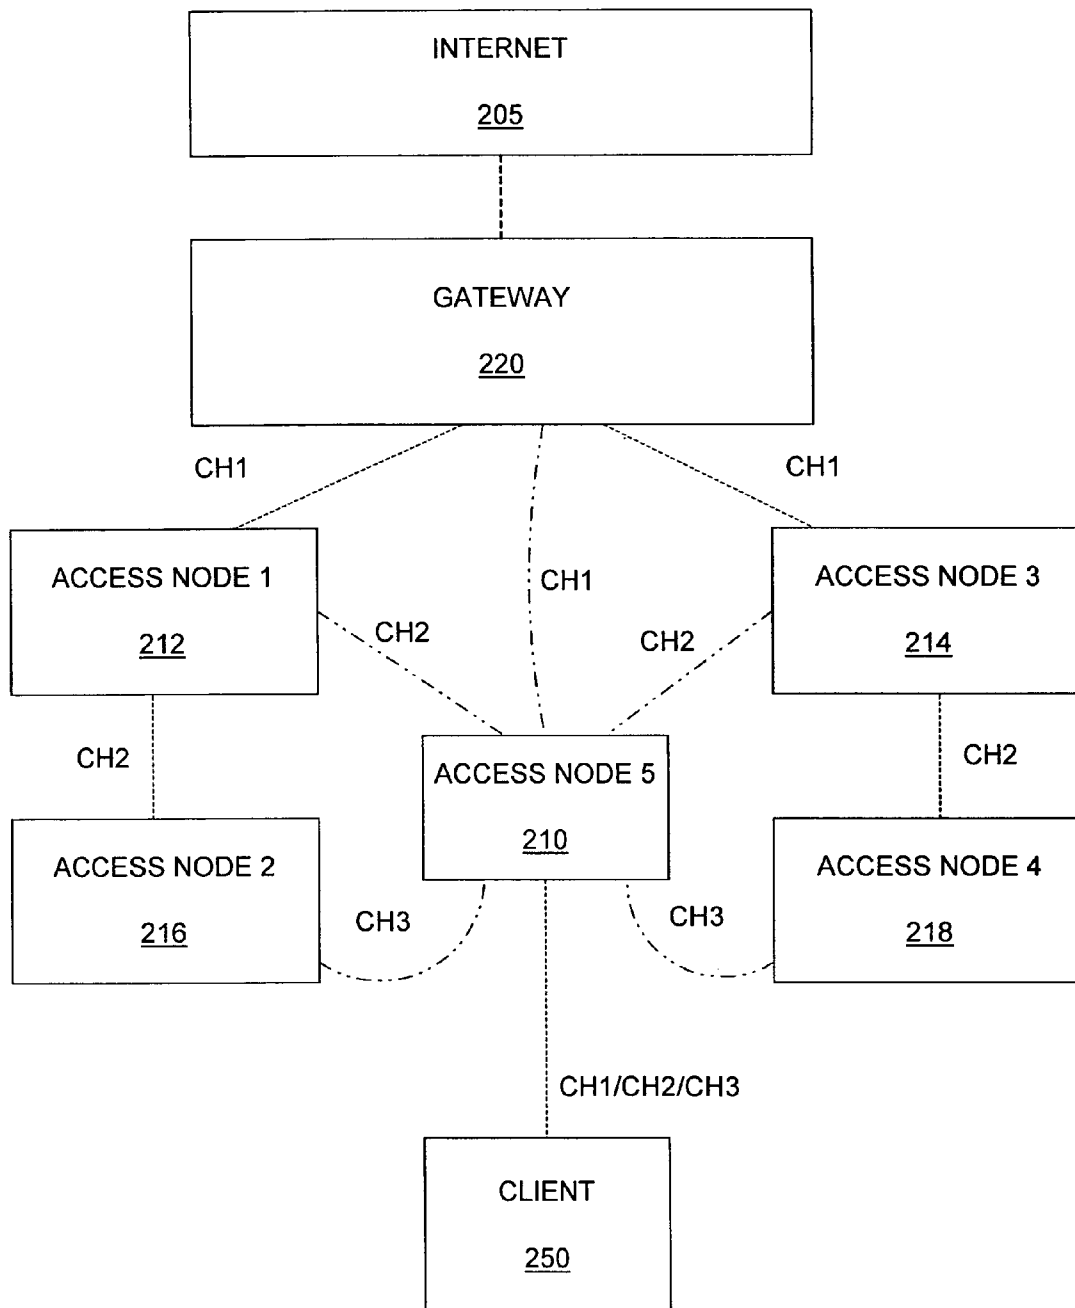 INTERNET
205
GATEWAY
220
CH1
CH1
CH1
ACCESS NODE 1
212
ACCESS NODE 3
214
CH2
CH2
CH2
CH2
ACCESS NODE 5
210
ACCESS NODE 2
216
ACCESS NODE 4
218
CH3
CH3
CH1/CH2/CH3
CLIENT
250